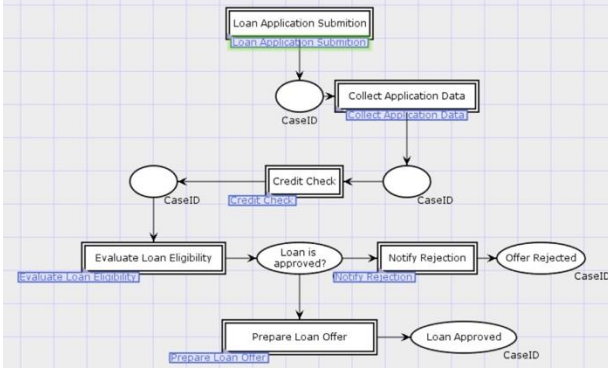 Loan Application Submition
Loan Application Submition
CaseID
Collect Application Data
Collect Application Data
Credit Check
Credit Check
CaseID
CaseID
Evaluate Loan Eligibility
Evaluate Loan Eligibility
Loan is
approved?
Notify Rejection
Notify Rejection
Offer Rejected
CaseID
Prepare Loan Offer
Prepare Loan Offer
Loan Approved
CaseID